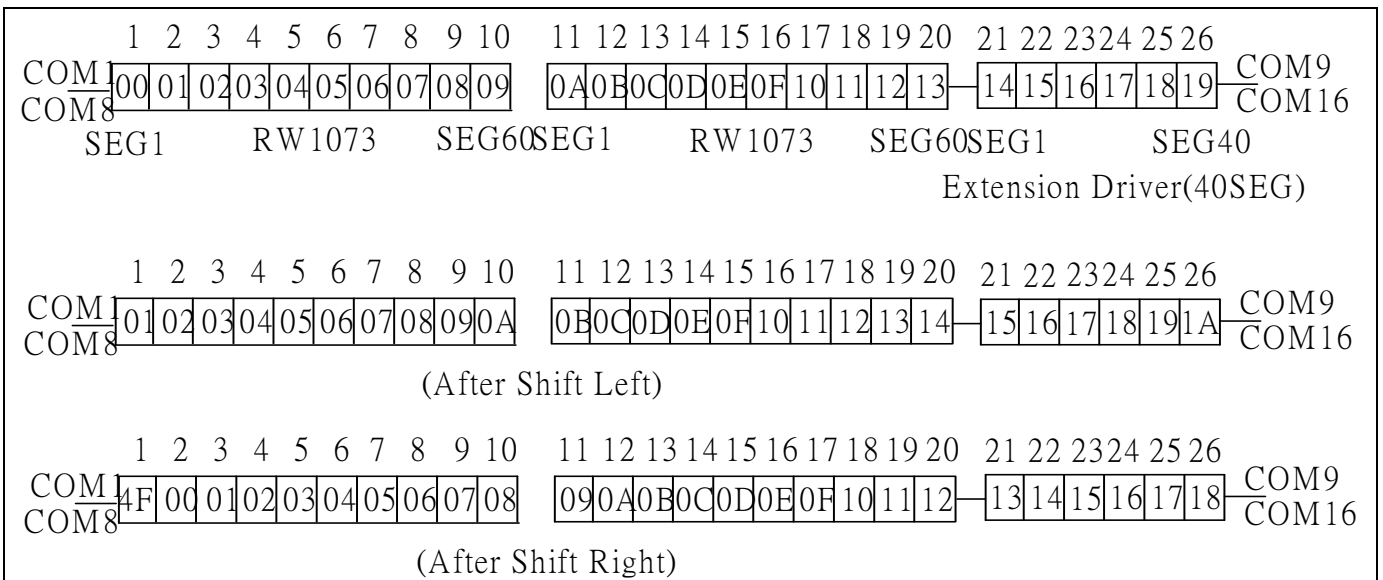 1 2 3 4 5 6 7 8 9 10 11 12 13 14 15 16 17 18 19 20 21 22 23 24 25 26
COM1 00 01 02 03 04 05 06 07 08 09 0A 0B 0C 0D 0E 0F 10 11 12 13 14 15 16 17 18 19 COM9
COM8 COM16
SEG1 RW1073 SEG60 SEG1 RW1073 SEG60 SEG1 SEG40
Extension Driver(40SEG)
1 2 3 4 5 6 7 8 9 10 11 12 13 14 15 16 17 18 19 20 21 22 23 24 25 26
COM1 01 02 03 04 05 06 07 08 09 0A 0B 0C 0D 0E 0F 10 11 12 13 14 15 16 17 18 19 1A COM9
COM8 COM16
(After Shift Left)
1 2 3 4 5 6 7 8 9 10 11 12 13 14 15 16 17 18 19 20 21 22 23 24 25 26
COM1 4F 00 01 02 03 04 05 06 07 08 09 0A 0B 0C 0D 0E 0F 10 11 12 13 14 15 16 17 18 COM9
COM8 COM16
(After Shift Right)